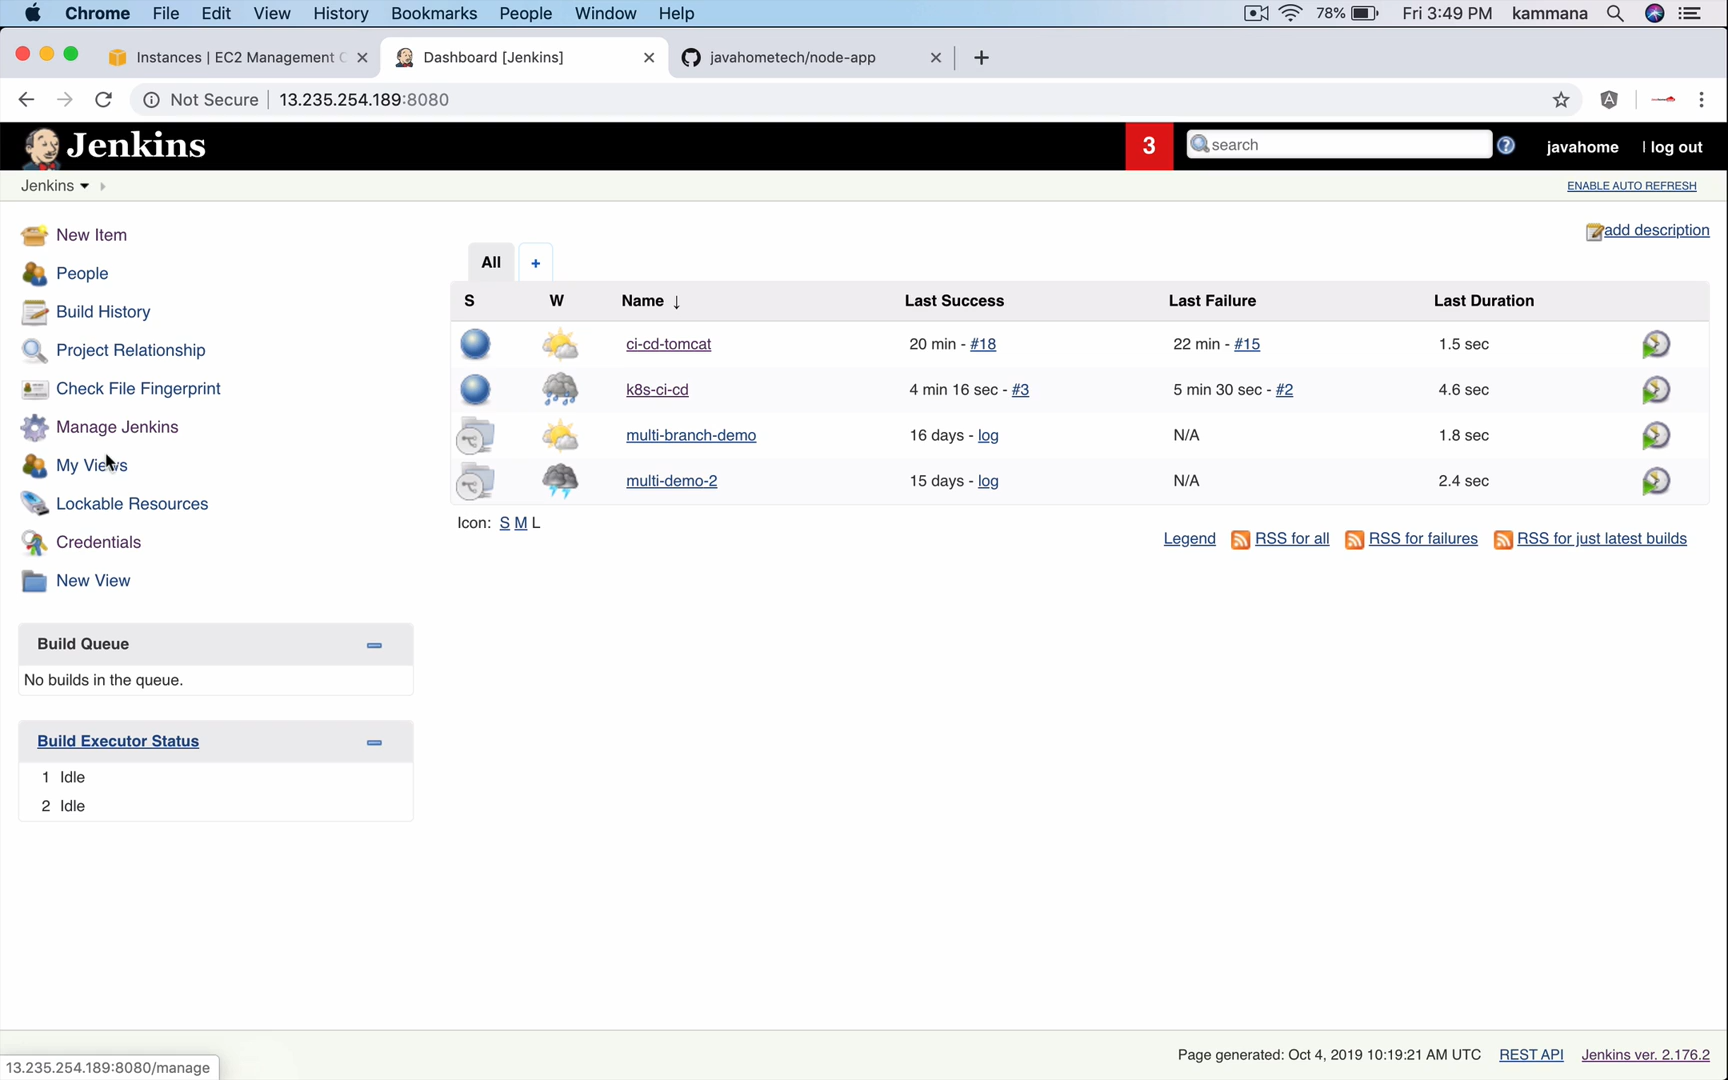 Chrome File Edit View History Bookmarks People Window Help 78% Fri 3:49 PM kammana
Instances | EC2 Management C Dashboard [Jenkins] javahometech/node-app
Not Secure 13.235.254.189:8080
Jenkins 3 search javahome | log out
Jenkins ENABLE AUTO REFRESH
add description
New Item
People
Build History
Project Relationship
Check File Fingerprint
Manage Jenkins
My Views
Lockable Resources
Credentials
New View
Build Queue
No builds in the queue.
Build Executor Status
1 Idle
2 Idle
All +
S W Name ↓ Last Success Last Failure Last Duration
ci-cd-tomcat 20 min - #18 22 min - #15 1.5 sec
k8s-ci-cd 4 min 16 sec - #3 5 min 30 sec - #2 4.6 sec
multi-branch-demo 16 days - log N/A 1.8 sec
multi-demo-2 15 days - log N/A 2.4 sec
Icon: S M L
Legend RSS for all RSS for failures RSS for just latest builds
Page generated: Oct 4, 2019 10:19:21 AM UTC REST API Jenkins ver. 2.176.2
13.235.254.189:8080/manage